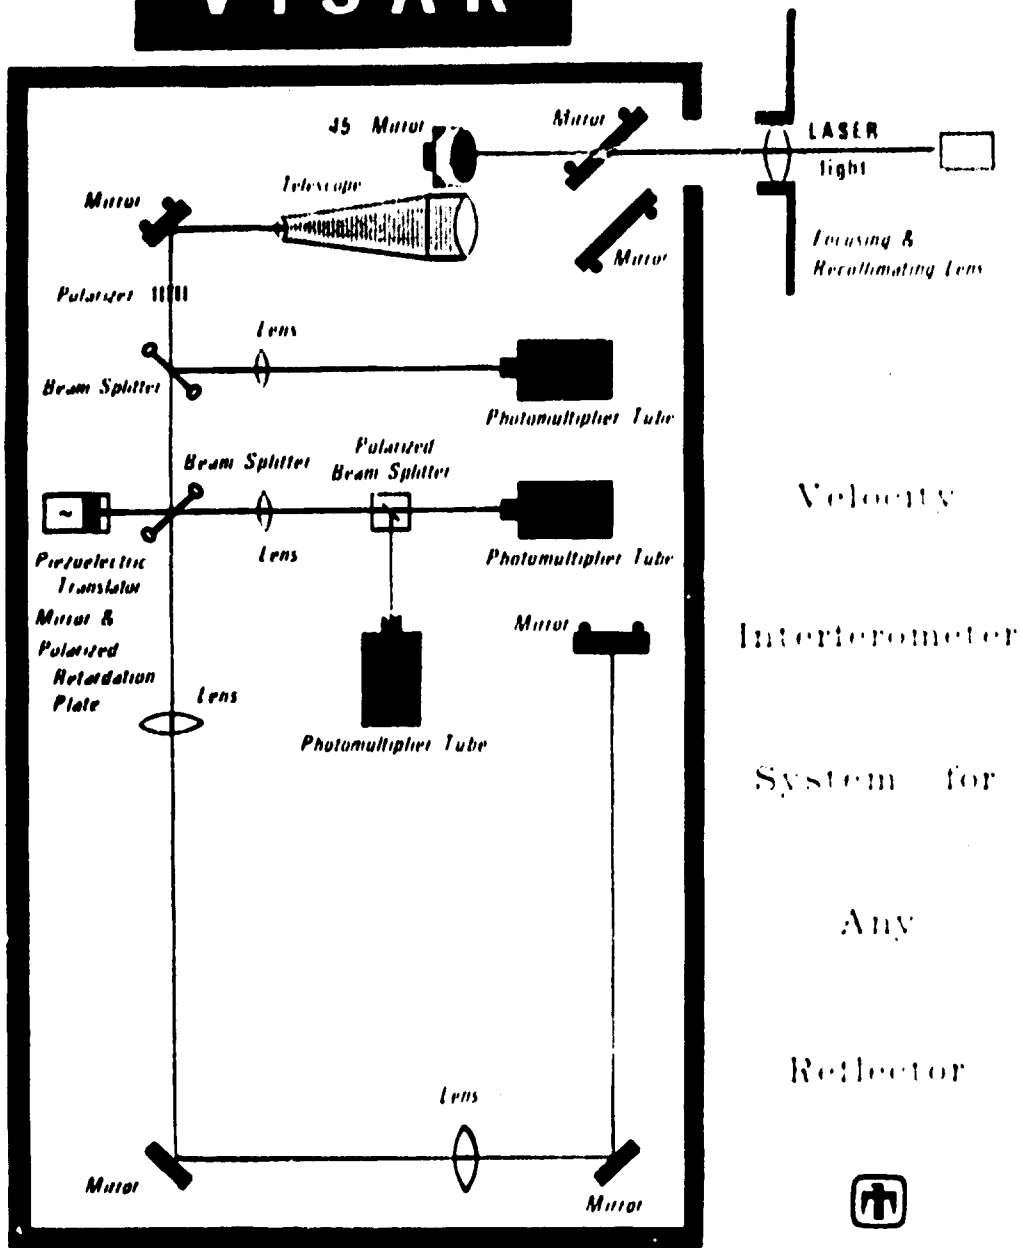 VISAR
45 Mirror
Mirror
LASER
light
Telescope
Mirror
Mirror
Focusing &
Recollimating Lens
Polarizer
Lens
Beam Splitter
Photomultiplier Tube
Polarized
Beam Splitter
Beam Splitter
Velocity
~
Lens
Photomultiplier Tube
Piezoelectric
Translator
Mirror &
Polarized
Retardation
Plate
Mirror
Interferometer
Lens
Photomultiplier Tube
System for
Any
Reflector
Lens
Mirror
Mirror